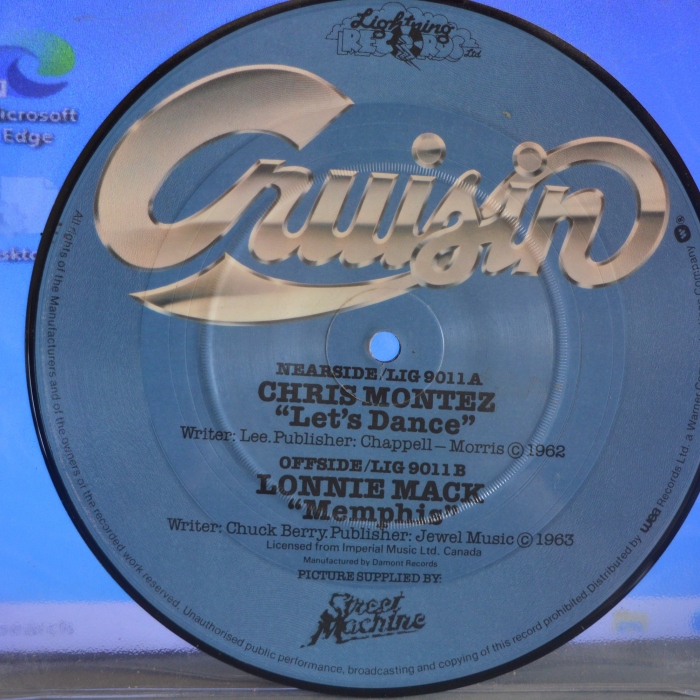 Lightning
RECORDS Ltd
Cruisin
NEARSIDE/LIG 9011 A
CHRIS MONTEZ
“Let's Dance”
Writer: Lee. Publisher: Chappell – Morris © 1962
OFFSIDE/LIG 9011 B
LONNIE MACK
“Memphis”
Writer: Chuck Berry. Publisher: Jewel Music © 1963
Licensed from Imperial Music Ltd. Canada
Manufactured by Damont Records
PICTURE SUPPLIED BY:
Street
Machine
All rights of the Manufacturers and of the owners of the recorded work reserved. Unauthorised public performance, broadcasting and copying of this record prohibited. Distributed by wea Records Ltd. a Warner Company
Microsoft
Edge